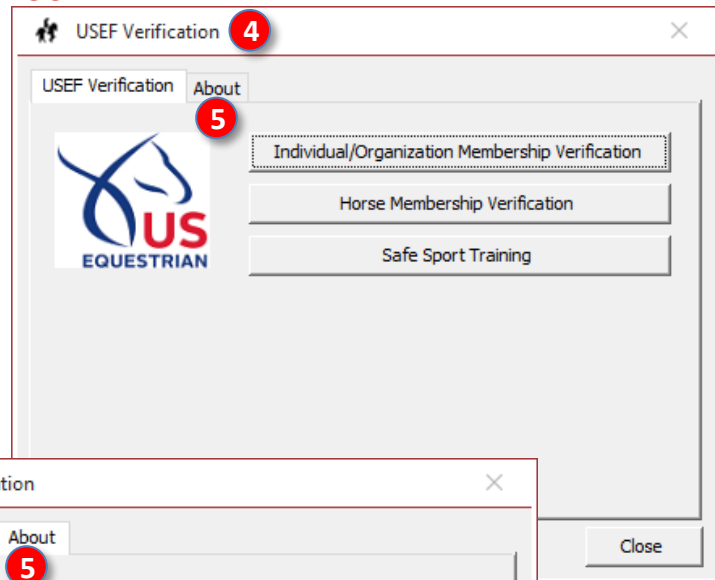 USEF Verification 4
USEF Verification About
5
Individual/Organization Membership Verification
Horse Membership Verification
Safe Sport Training
US
EQUESTRIAN
tion
About
5
Close